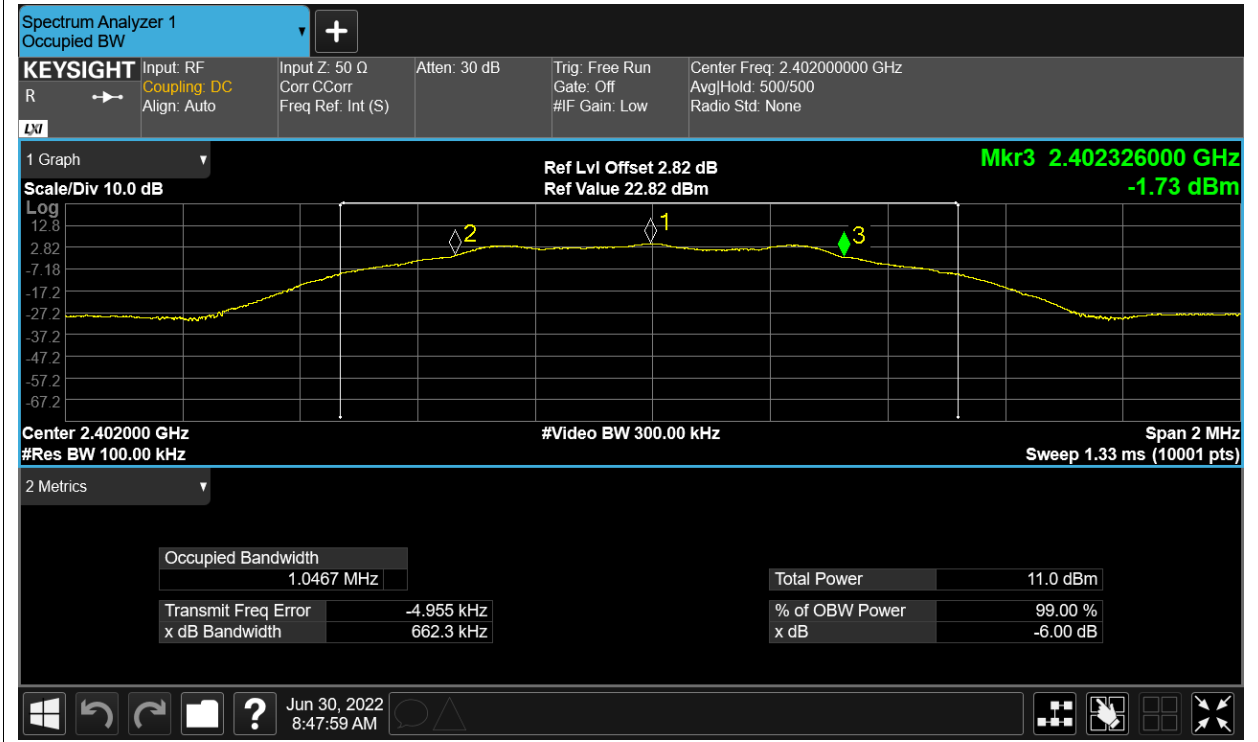 Spectrum Analyzer 1
Occupied BW
KEYSIGHT
R
LXI
Input: RF
Coupling: DC
Align: Auto
Input Z: 50 Ω
Corr CCorr
Freq Ref: Int (S)
Atten: 30 dB
Trig: Free Run
Gate: Off
#IF Gain: Low
Center Freq: 2.402000000 GHz
Avg|Hold: 500/500
Radio Std: None
1 Graph
Scale/Div 10.0 dB
Ref Lvl Offset 2.82 dB
Ref Value 22.82 dBm
Mkr3 2.402326000 GHz
-1.73 dBm
Log
12.8
2.82
-7.18
-17.2
-27.2
-37.2
-47.2
-57.2
-67.2
2
1
3
Center 2.402000 GHz
#Video BW 300.00 kHz
Span 2 MHz
#Res BW 100.00 kHz
Sweep 1.33 ms (10001 pts)
2 Metrics
Occupied Bandwidth
1.0467 MHz
Transmit Freq Error -4.955 kHz
x dB Bandwidth 662.3 kHz
Total Power 11.0 dBm
% of OBW Power 99.00 %
x dB -6.00 dB
?
Jun 30, 2022
8:47:59 AM